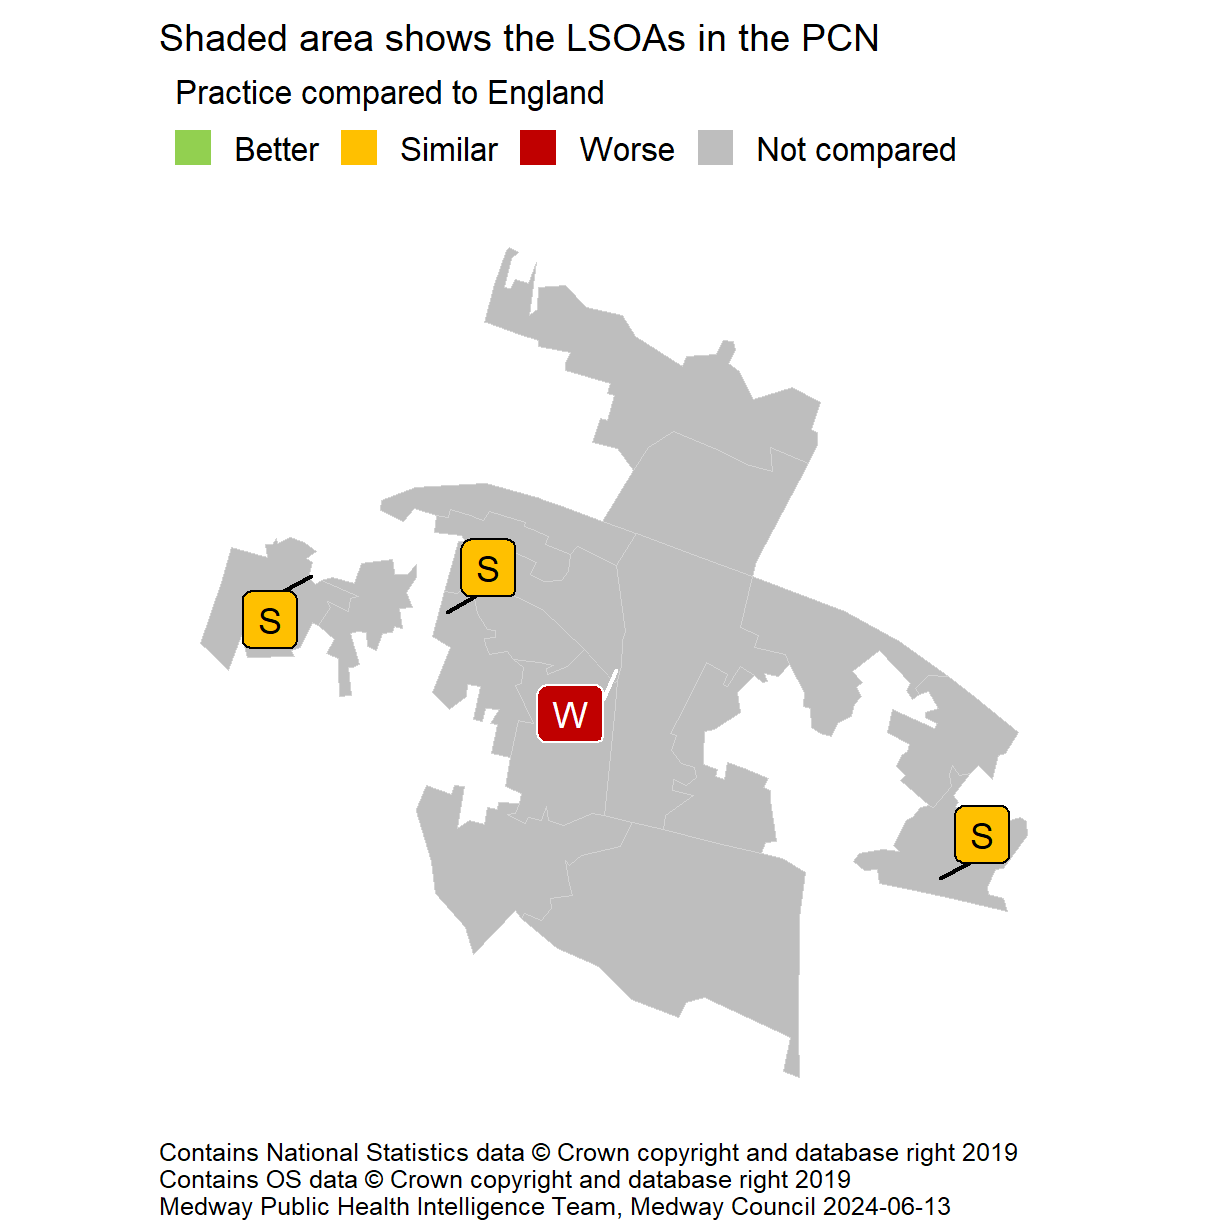 Shaded area shows the LSOAs in the PCN
Practice compared to England
Better Similar Worse Not compared
S
S
W
S
Contains National Statistics data © Crown copyright and database right 2019
Contains OS data © Crown copyright and database right 2019
Medway Public Health Intelligence Team, Medway Council 2024-06-13